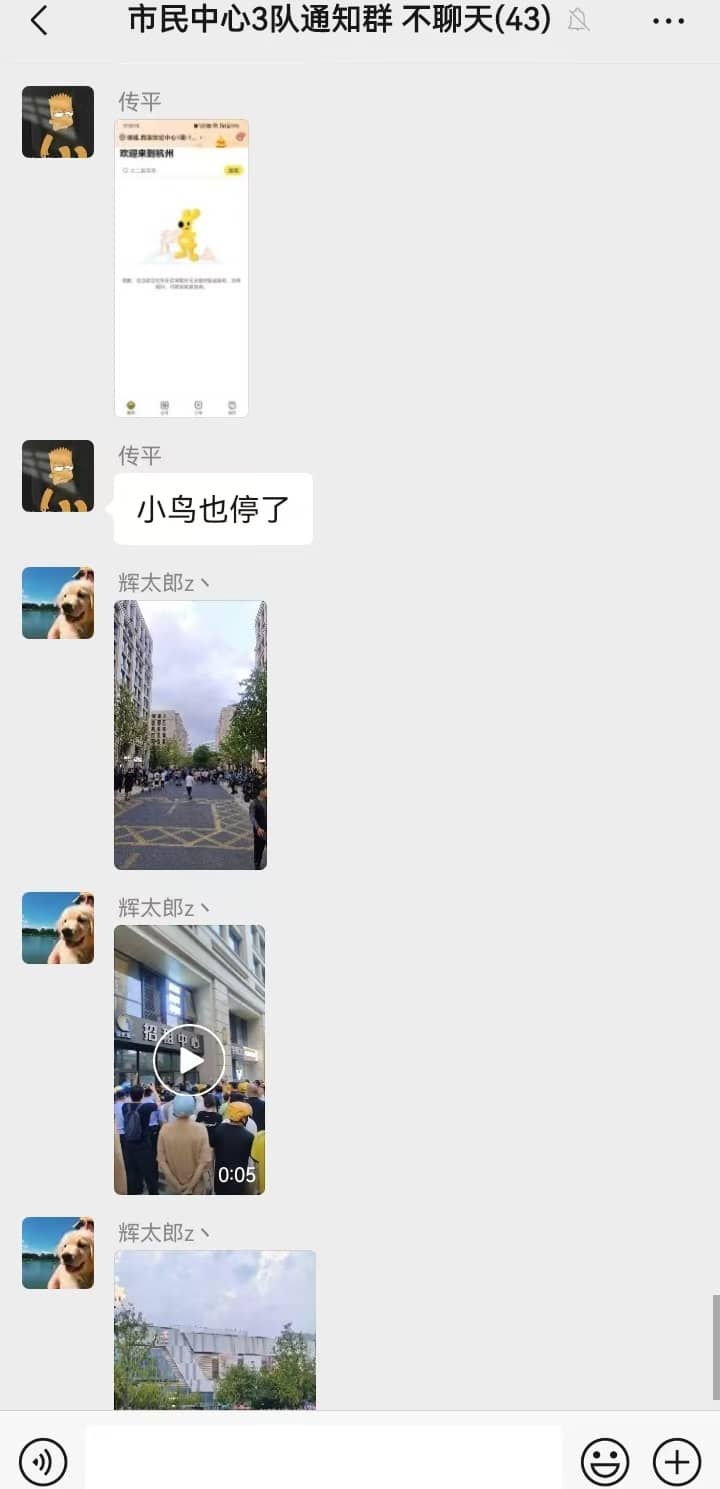 市民中心3队通知群 不聊天(43)
传平
欢迎来到杭州
传平
小鸟也停了
辉太郎z丶
辉太郎z丶
招租中心
0:05
辉太郎z丶